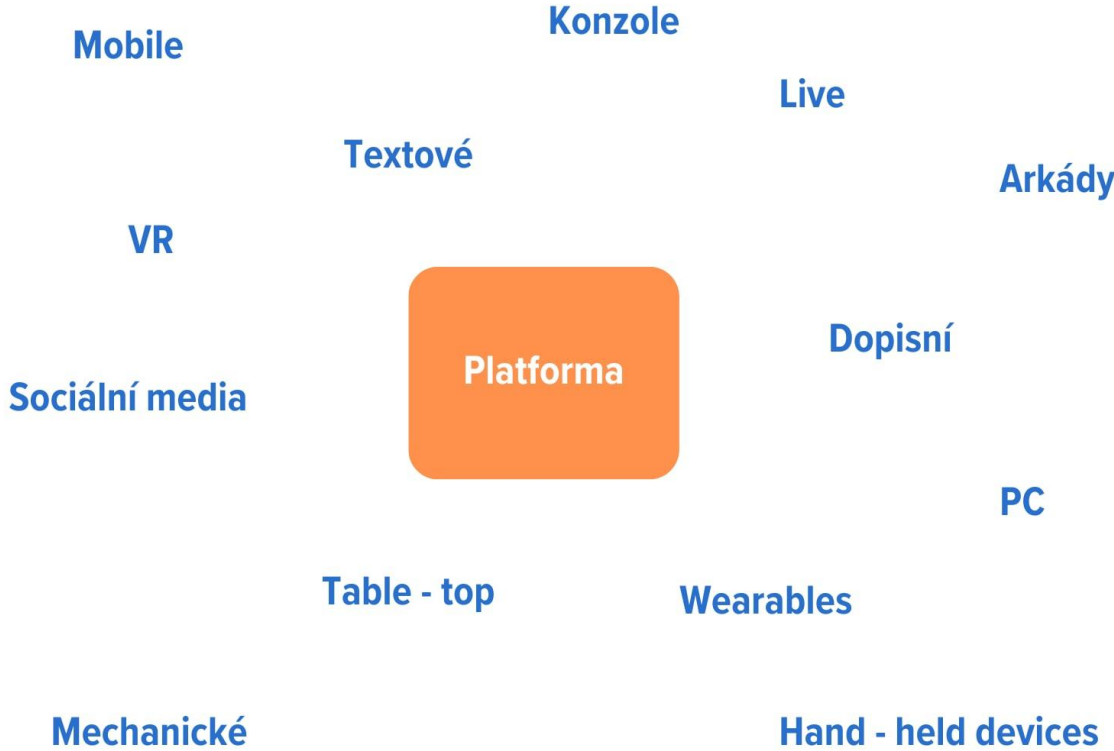 Konzole
Mobile
Live
Textové
Arkády
VR
Dopisní
Platforma
Sociální media
PC
Table - top
Wearables
Mechanické
Hand - held devices